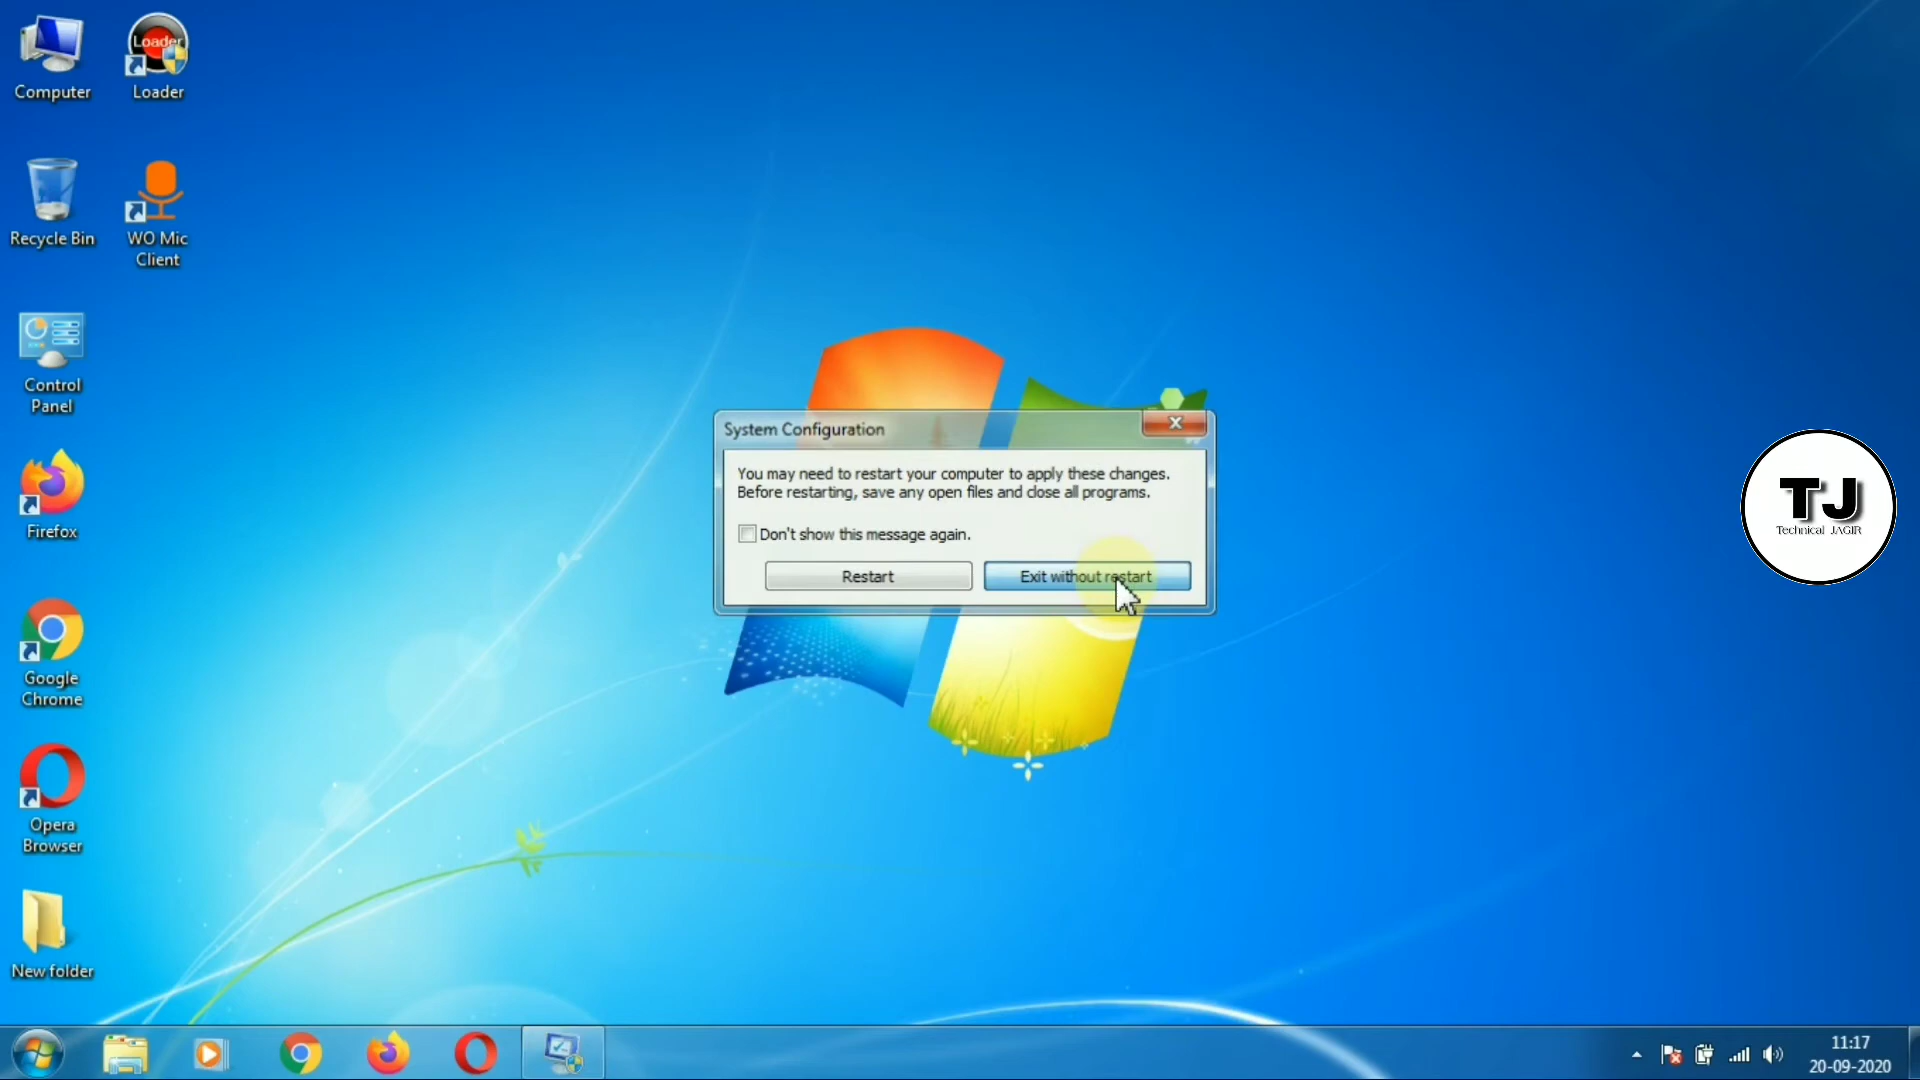 Computer
Loader
Loader
Recycle Bin
WO Mic
Client
Control
Panel
Firefox
Google
Chrome
Opera
Browser
New folder
System Configuration
You may need to restart your computer to apply these changes.
Before restarting, save any open files and close all programs.
Don't show this message again.
Restart
Exit without restart
TJ
Technical JAGIR
11:17
20-09-2020